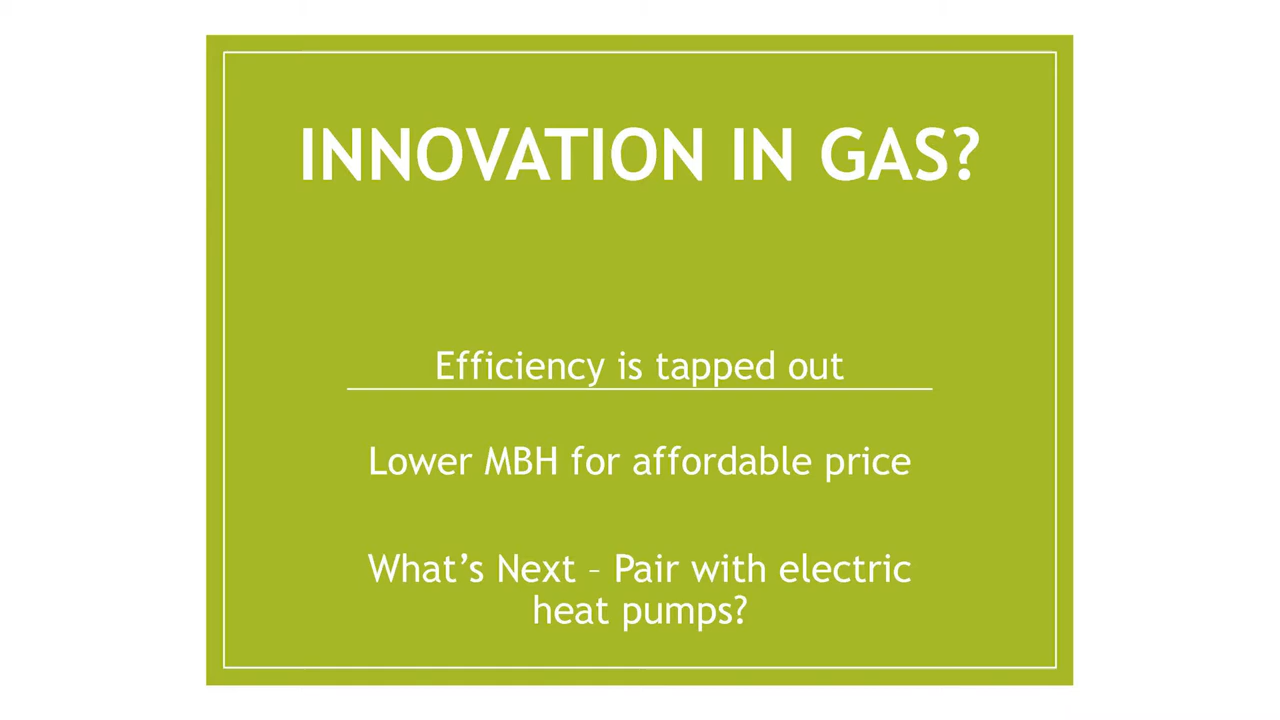 INNOVATION IN GAS?
Efficiency is tapped out
Lower MBH for affordable price
What’s Next – Pair with electric
heat pumps?